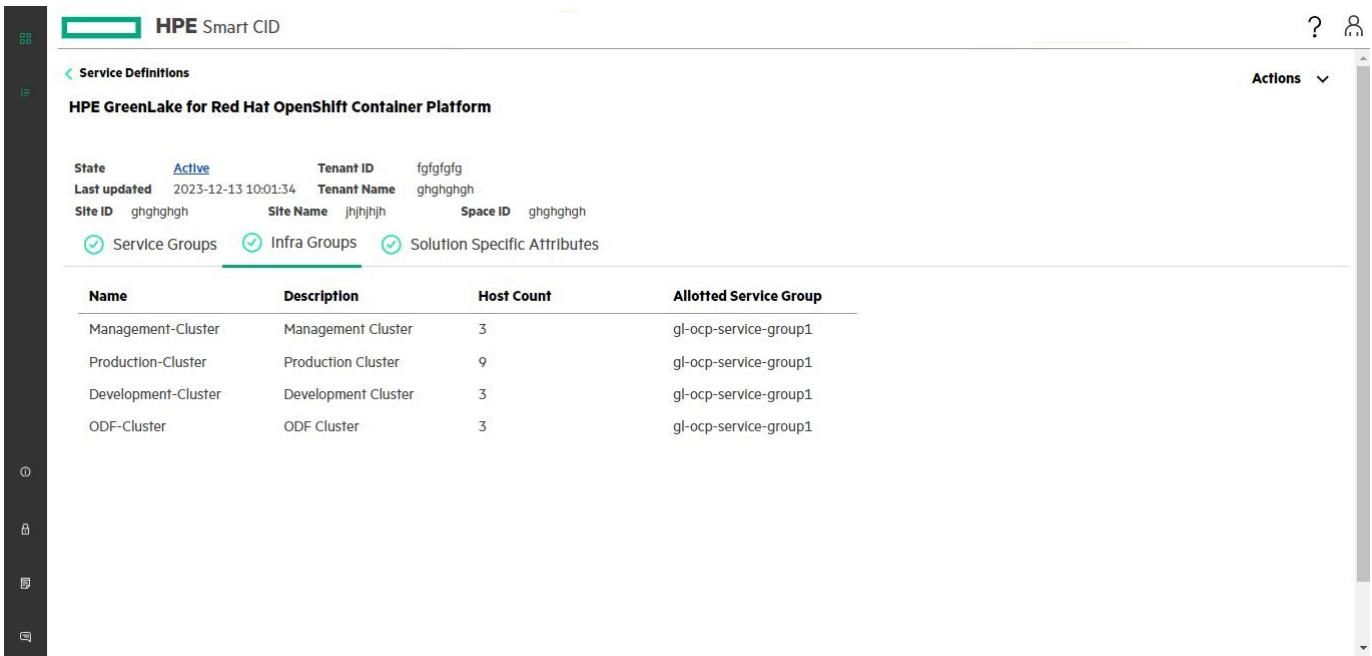 HPE Smart CID
?
Service Definitions
Actions
HPE GreenLake for Red Hat OpenShift Container Platform
State Active Tenant ID fgfgfgfg
Last updated 2023-12-13 10:01:34 Tenant Name ghghghgh
Site ID ghghghgh Site Name jhjhjhjh Space ID ghghghgh
Service Groups Infra Groups Solution Specific Attributes
Name Description Host Count Allotted Service Group
Management-Cluster Management Cluster 3 gl-ocp-service-group1
Production-Cluster Production Cluster 9 gl-ocp-service-group1
Development-Cluster Development Cluster 3 gl-ocp-service-group1
ODF-Cluster ODF Cluster 3 gl-ocp-service-group1